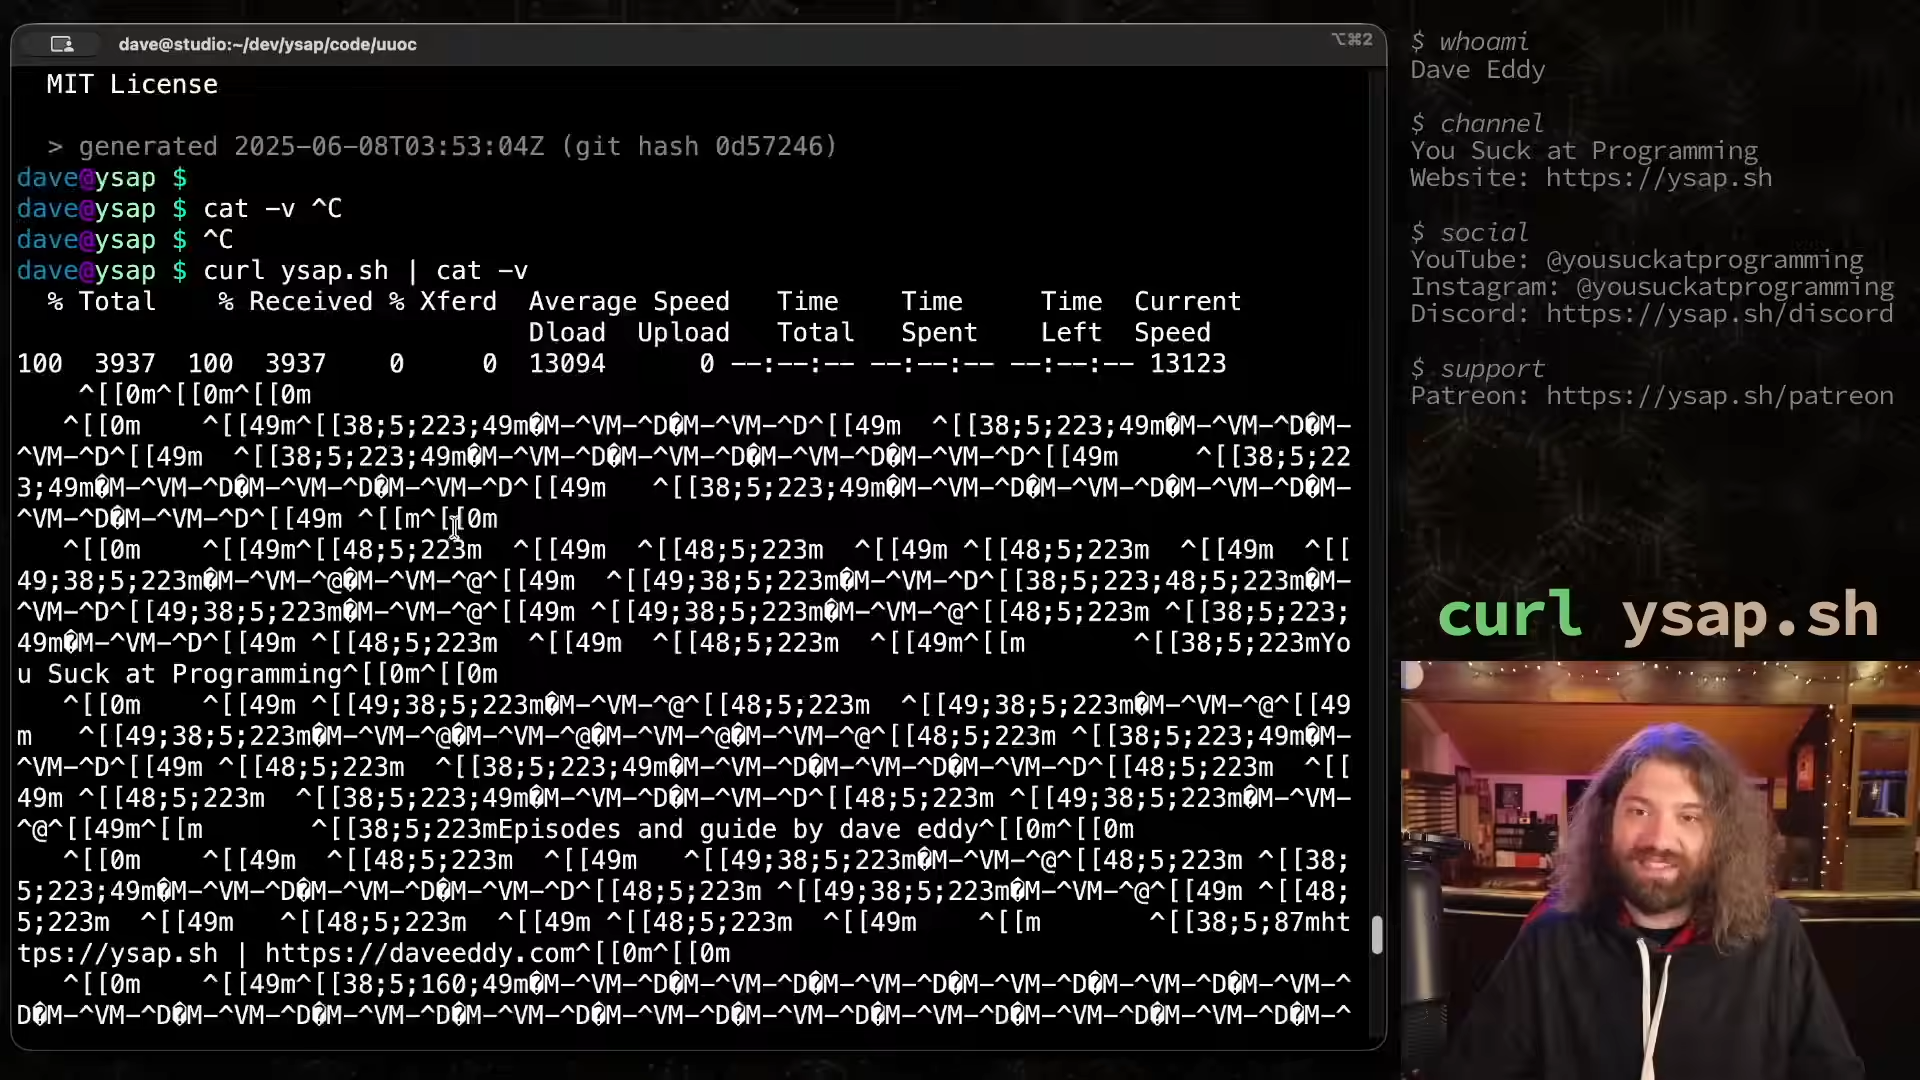 dave@studio:~/dev/ysap/code/uuoc
⌥⌘2
MIT License
> generated 2025-06-08T03:53:04Z (git hash 0d57246)
dave@ysap $
dave@ysap $ cat -v ^C
dave@ysap $ ^C
dave@ysap $ curl ysap.sh | cat -v
% Total % Received % Xferd Average Speed Time Time Time Current
Dload Upload Total Spent Left Speed
100 3937 100 3937 0 0 13094 0 --:--:-- --:--:-- --:--:-- 13123
^[[0m^[[0m^[[0m
^[[0m ^[[49m^[[38;5;223;49m�M-^VM-^D�M-^VM-^D^[[49m ^[[38;5;223;49m�M-^VM-^D�M-
^VM-^D^[[49m ^[[38;5;223;49m�M-^VM-^D�M-^VM-^D�M-^VM-^D�M-^VM-^D^[[49m ^[[38;5;22
3;49m�M-^VM-^D�M-^VM-^D�M-^VM-^D^[[49m ^[[38;5;223;49m�M-^VM-^D�M-^VM-^D�M-^VM-^D�M-
^VM-^D�M-^VM-^D^[[49m ^[[m^[[0m
^[[0m ^[[49m^[[48;5;223m ^[[49m ^[[48;5;223m ^[[49m ^[[48;5;223m ^[[49m ^[[
49;38;5;223m�M-^VM-^@�M-^VM-^@^[[49m ^[[49;38;5;223m�M-^VM-^D^[[38;5;223;48;5;223m�M-
^VM-^D^[[49;38;5;223m�M-^VM-^@^[[49m ^[[49;38;5;223m�M-^VM-^@^[[48;5;223m ^[[38;5;223;
49m�M-^VM-^D^[[49m ^[[48;5;223m ^[[49m ^[[48;5;223m ^[[49m^[[m ^[[38;5;223mYo
u Suck at Programming^[[0m^[[0m
^[[0m ^[[49m ^[[49;38;5;223m�M-^VM-^@^[[48;5;223m ^[[49;38;5;223m�M-^VM-^@^[[49
m ^[[49;38;5;223m�M-^VM-^@�M-^VM-^@�M-^VM-^@�M-^VM-^@^[[48;5;223m ^[[38;5;223;49m�M-
^VM-^D^[[49m ^[[48;5;223m ^[[38;5;223;49m�M-^VM-^D�M-^VM-^D�M-^VM-^D^[[48;5;223m ^[[
49m ^[[48;5;223m ^[[38;5;223;49m�M-^VM-^D�M-^VM-^D^[[48;5;223m ^[[49;38;5;223m�M-^VM-
^@^[[49m^[[m ^[[38;5;223mEpisodes and guide by dave eddy^[[0m^[[0m
^[[0m ^[[49m ^[[48;5;223m ^[[49m ^[[49;38;5;223m�M-^VM-^@^[[48;5;223m ^[[38;
5;223;49m�M-^VM-^D�M-^VM-^D�M-^VM-^D^[[48;5;223m ^[[49;38;5;223m�M-^VM-^@^[[49m ^[[48;
5;223m ^[[49m ^[[48;5;223m ^[[49m ^[[48;5;223m ^[[49m ^[[m ^[[38;5;87mht
tps://ysap.sh | https://daveeddy.com^[[0m^[[0m
^[[0m ^[[49m^[[38;5;160;49m�M-^VM-^D�M-^VM-^D�M-^VM-^D�M-^VM-^D�M-^VM-^D�M-^VM-^
D�M-^VM-^D�M-^VM-^D�M-^VM-^D�M-^VM-^D�M-^VM-^D�M-^VM-^D�M-^VM-^D�M-^VM-^D�M-^VM-^D�M-^
$ whoami
Dave Eddy
$ channel
You Suck at Programming
Website: https://ysap.sh
$ social
YouTube: @yousuckatprogramming
Instagram: @yousuckatprogramming
Discord: https://ysap.sh/discord
$ support
Patreon: https://ysap.sh/patreon
curl ysap.sh